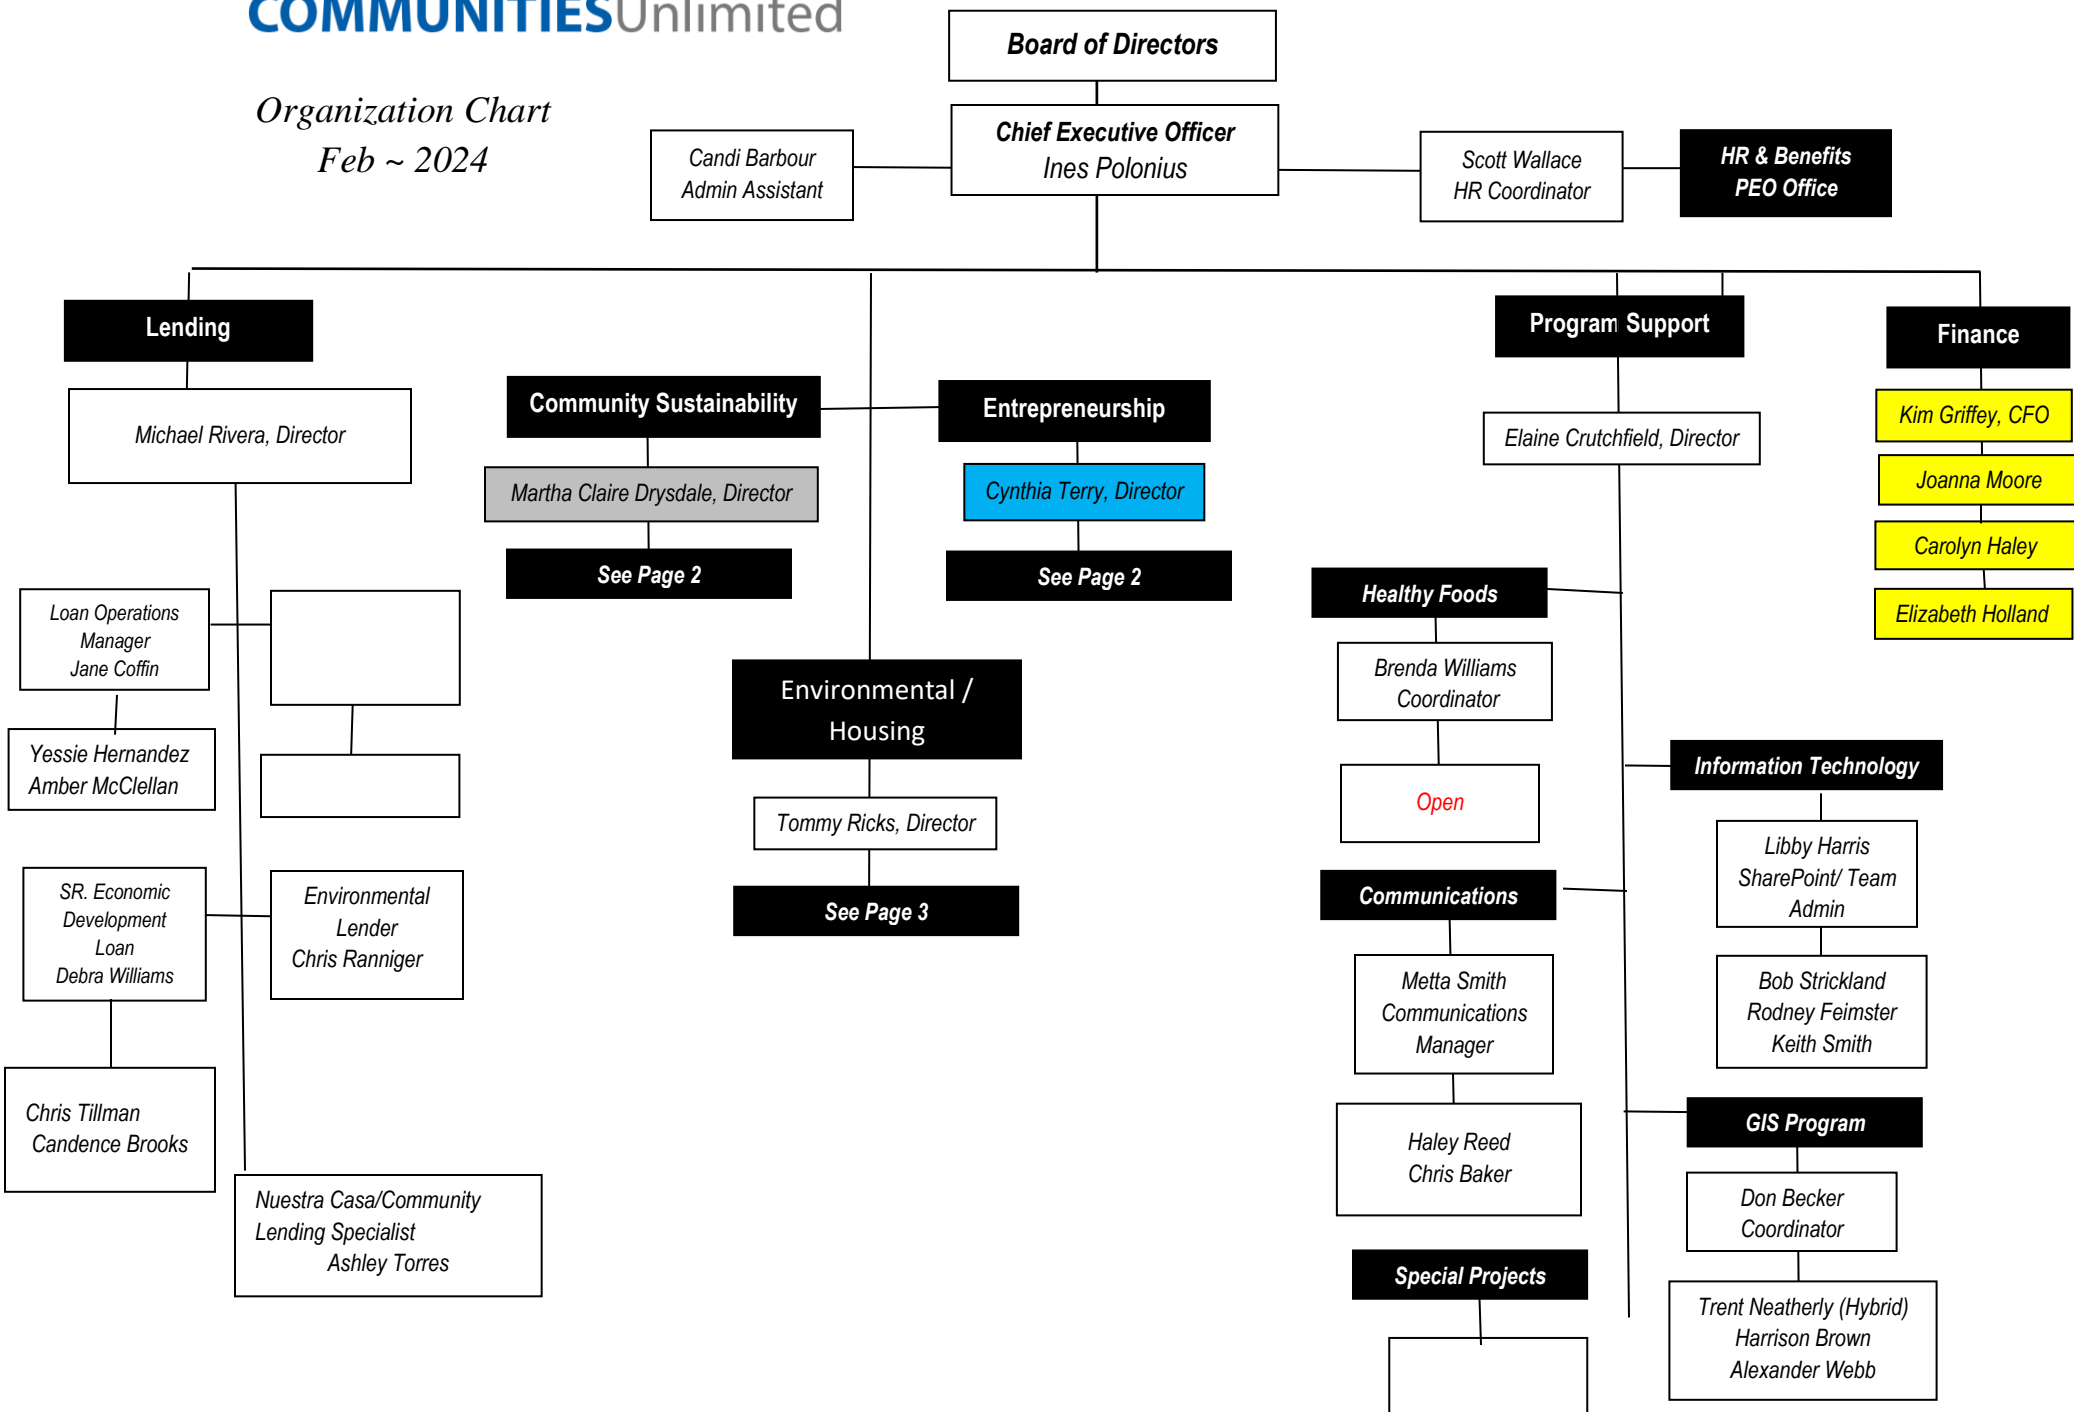 COMMUNITIESUnlimited
Organization Chart
Feb ~ 2024
Board of Directors
Chief Executive Officer
Ines Polonius
Candi Barbour
Admin Assistant
Scott Wallace
HR Coordinator
HR & Benefits
PEO Office
Lending
Michael Rivera, Director
Loan Operations
Manager
Jane Coffin
Yessie Hernandez
Amber McClellan
SR. Economic
Development
Loan
Debra Williams
Environmental
Lender
Chris Ranniger
Chris Tillman
Candence Brooks
Nuestra Casa/Community
Lending Specialist
Ashley Torres
Community Sustainability
Martha Claire Drysdale, Director
See Page 2
Entrepreneurship
Cynthia Terry, Director
See Page 2
Environmental /
Housing
Tommy Ricks, Director
See Page 3
Program Support
Elaine Crutchfield, Director
Healthy Foods
Brenda Williams
Coordinator
Open
Communications
Metta Smith
Communications
Manager
Haley Reed
Chris Baker
Special Projects
Information Technology
Libby Harris
SharePoint/ Team
Admin
Bob Strickland
Rodney Feimster
Keith Smith
GIS Program
Don Becker
Coordinator
Trent Neatherly (Hybrid)
Harrison Brown
Alexander Webb
Finance
Kim Griffey, CFO
Joanna Moore
Carolyn Haley
Elizabeth Holland